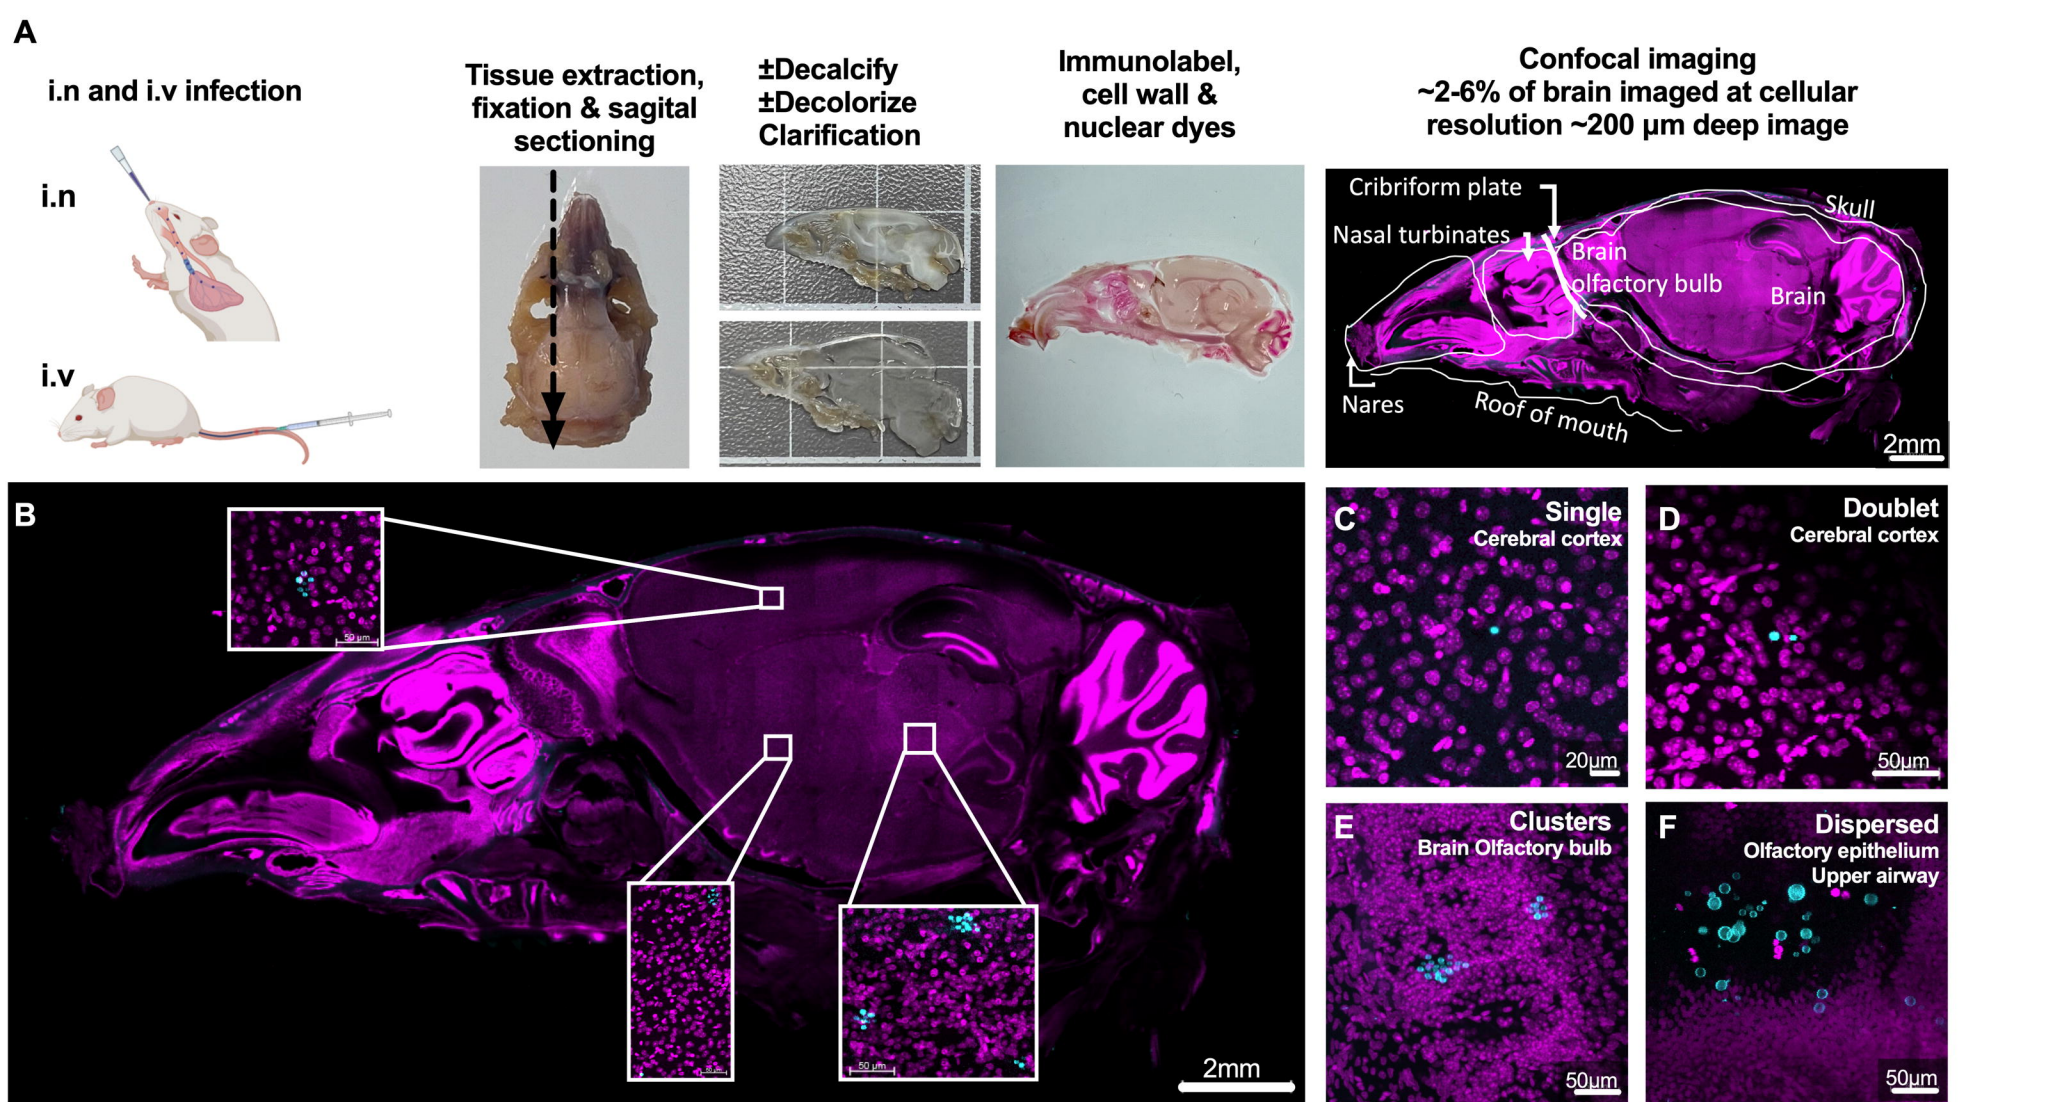 A
i.n and i.v infection
i.n
i.v
Tissue extraction,
fixation & sagital
sectioning
±Decalcify
±Decolorize
Clarification
Immunolabel,
cell wall &
nuclear dyes
Confocal imaging
~2-6% of brain imaged at cellular
resolution ~200 µm deep image
Cribriform plate
Nasal turbinates
Skull
Brain
olfactory bulb
Brain
Nares
Roof of mouth
2mm
B
50 µm
50 µm
50 µm
2mm
C
Single
Cerebral cortex
20µm
D
Doublet
Cerebral cortex
50µm
E
Clusters
Brain Olfactory bulb
50µm
F
Dispersed
Olfactory epithelium
Upper airway
50µm